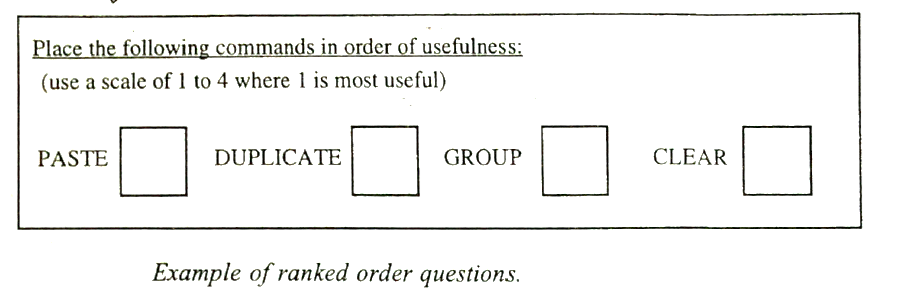 Place the following commands in order of usefulness:
(use a scale of 1 to 4 where 1 is most useful)
PASTE DUPLICATE GROUP CLEAR
Example of ranked order questions.